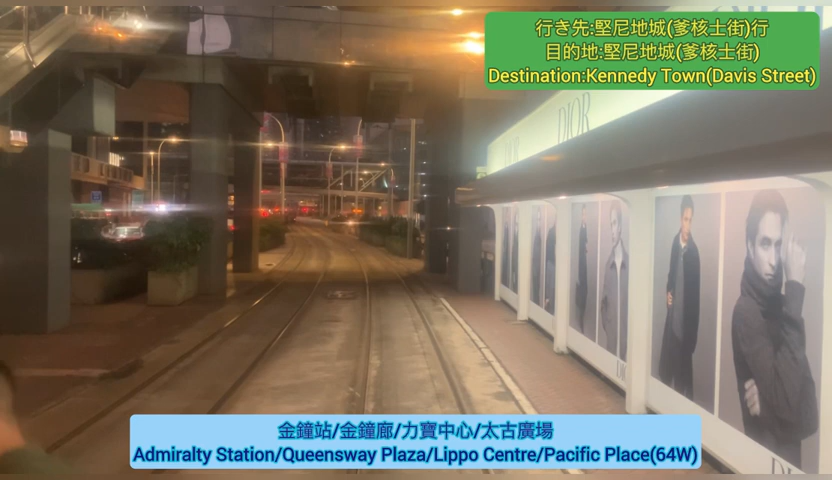 行き先:堅尼地城(爹核士街)行
目的地:堅尼地城(爹核士街)
Destination:Kennedy Town(Davis Street)
DIOR
金鐘站/金鐘廊/力寶中心/太古廣場
Admiralty Station/Queensway Plaza/Lippo Centre/Pacific Place(64W)